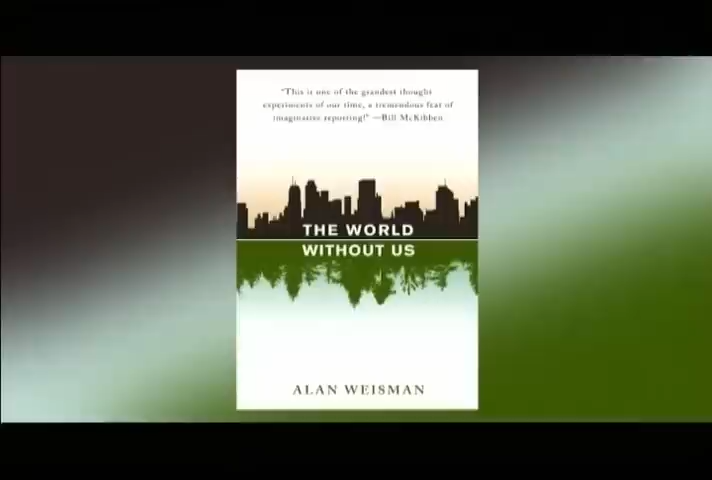 "This is one of the grandest thought
experiments of our time, a tremendous feat of
imaginative reporting!" —Bill McKibben
THE WORLD
WITHOUT US
ALAN WEISMAN